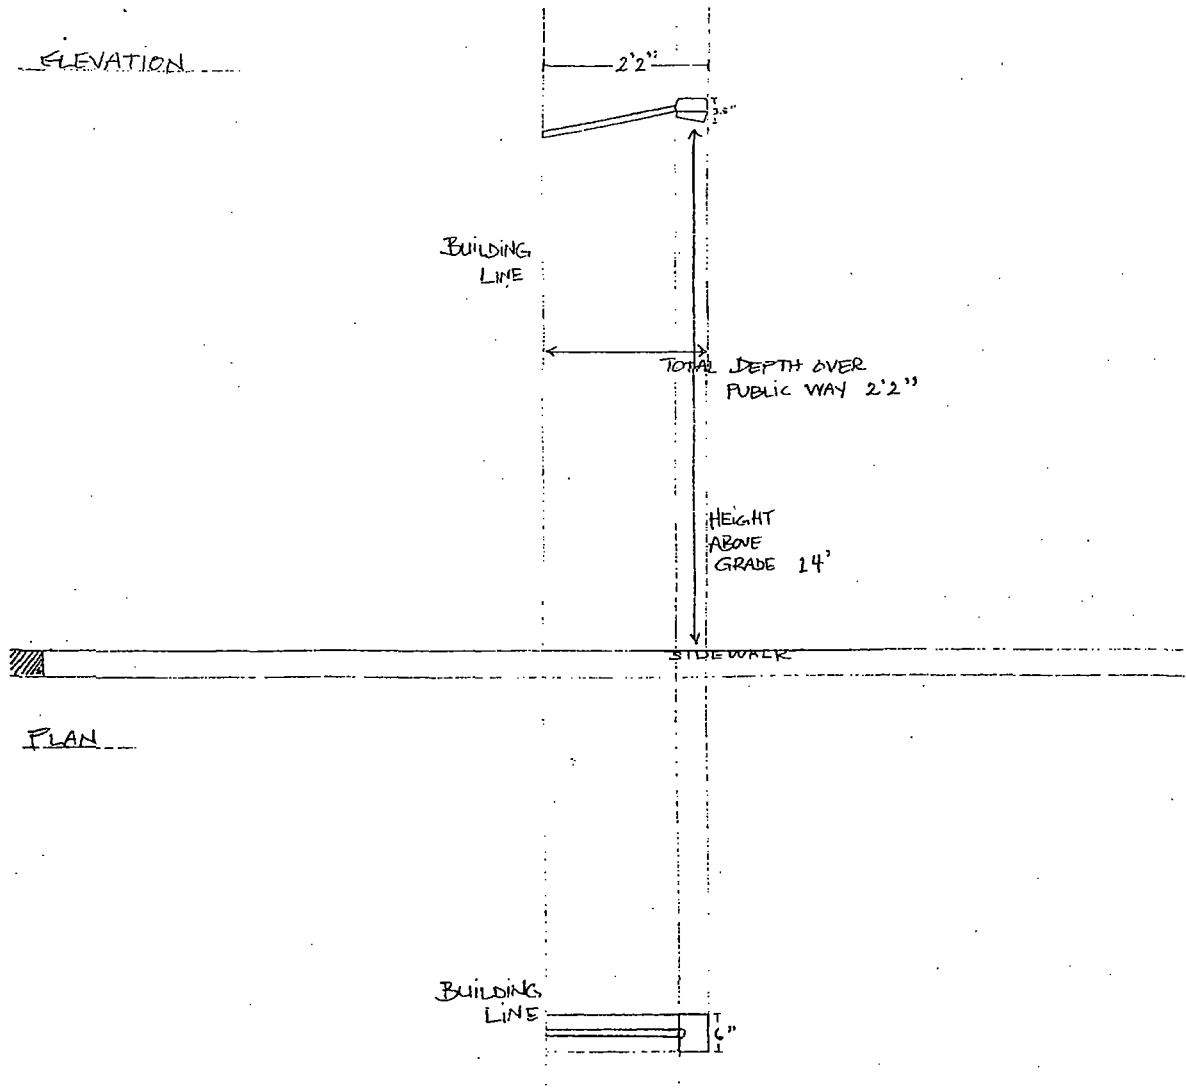 ELEVATION
2'2"
BUILDING
LINE
TOTAL DEPTH OVER
PUBLIC WAY 2'2"
HEIGHT
ABOVE
GRADE 14'
SIDEWALK
PLAN
BUILDING
LINE
6"